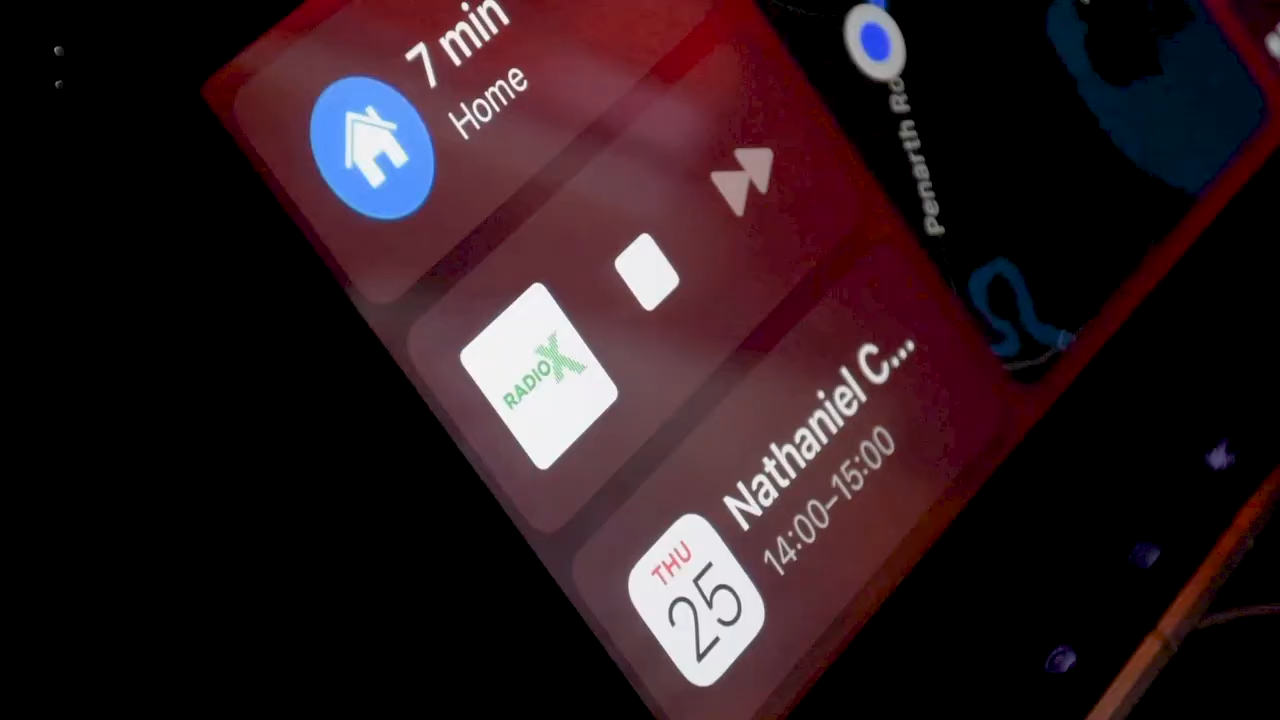 7 min
Home
RADIO X
Nathaniel C...
14:00–15:00
THU
25
Penarth Ro